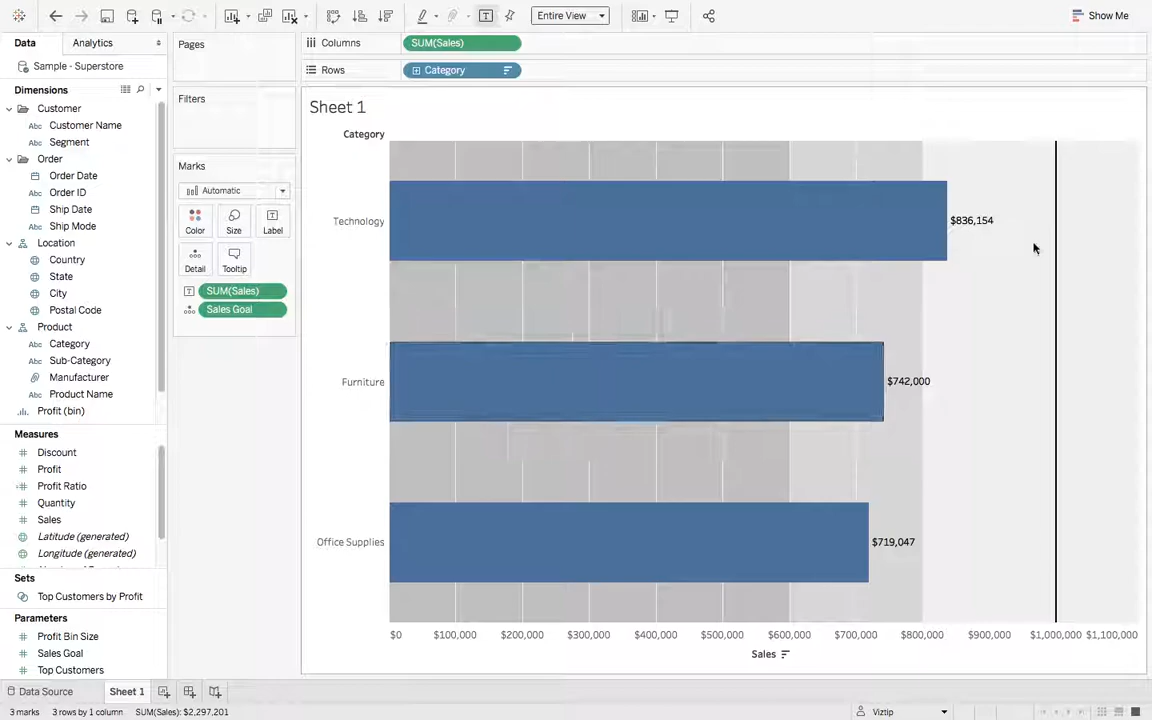 Entire View
Show Me
Data
Analytics
Sample - Superstore
Dimensions
Customer
Abc Customer Name
Abc Segment
Order
Order Date
Abc Order ID
Ship Date
Abc Ship Mode
Location
Country
State
City
Postal Code
Product
Abc Category
Abc Sub-Category
Manufacturer
Abc Product Name
Profit (bin)
Measures
# Discount
# Profit
# Profit Ratio
# Quantity
# Sales
Latitude (generated)
Longitude (generated)
Sets
Top Customers by Profit
Parameters
# Profit Bin Size
# Sales Goal
# Top Customers
Pages
Filters
Marks
Automatic
Color
Size
T
Label
Detail
Tooltip
T SUM(Sales)
Sales Goal
Columns
SUM(Sales)
Rows
Category
Sheet 1
Category
Technology
$836,154
Furniture
$742,000
Office Supplies
$719,047
$0 $100,000 $200,000 $300,000 $400,000 $500,000 $600,000 $700,000 $800,000 $900,000 $1,000,000 $1,100,000
Sales
Data Source
Sheet 1
3 marks
3 rows by 1 column
SUM(Sales): $2,297,201
Viztip